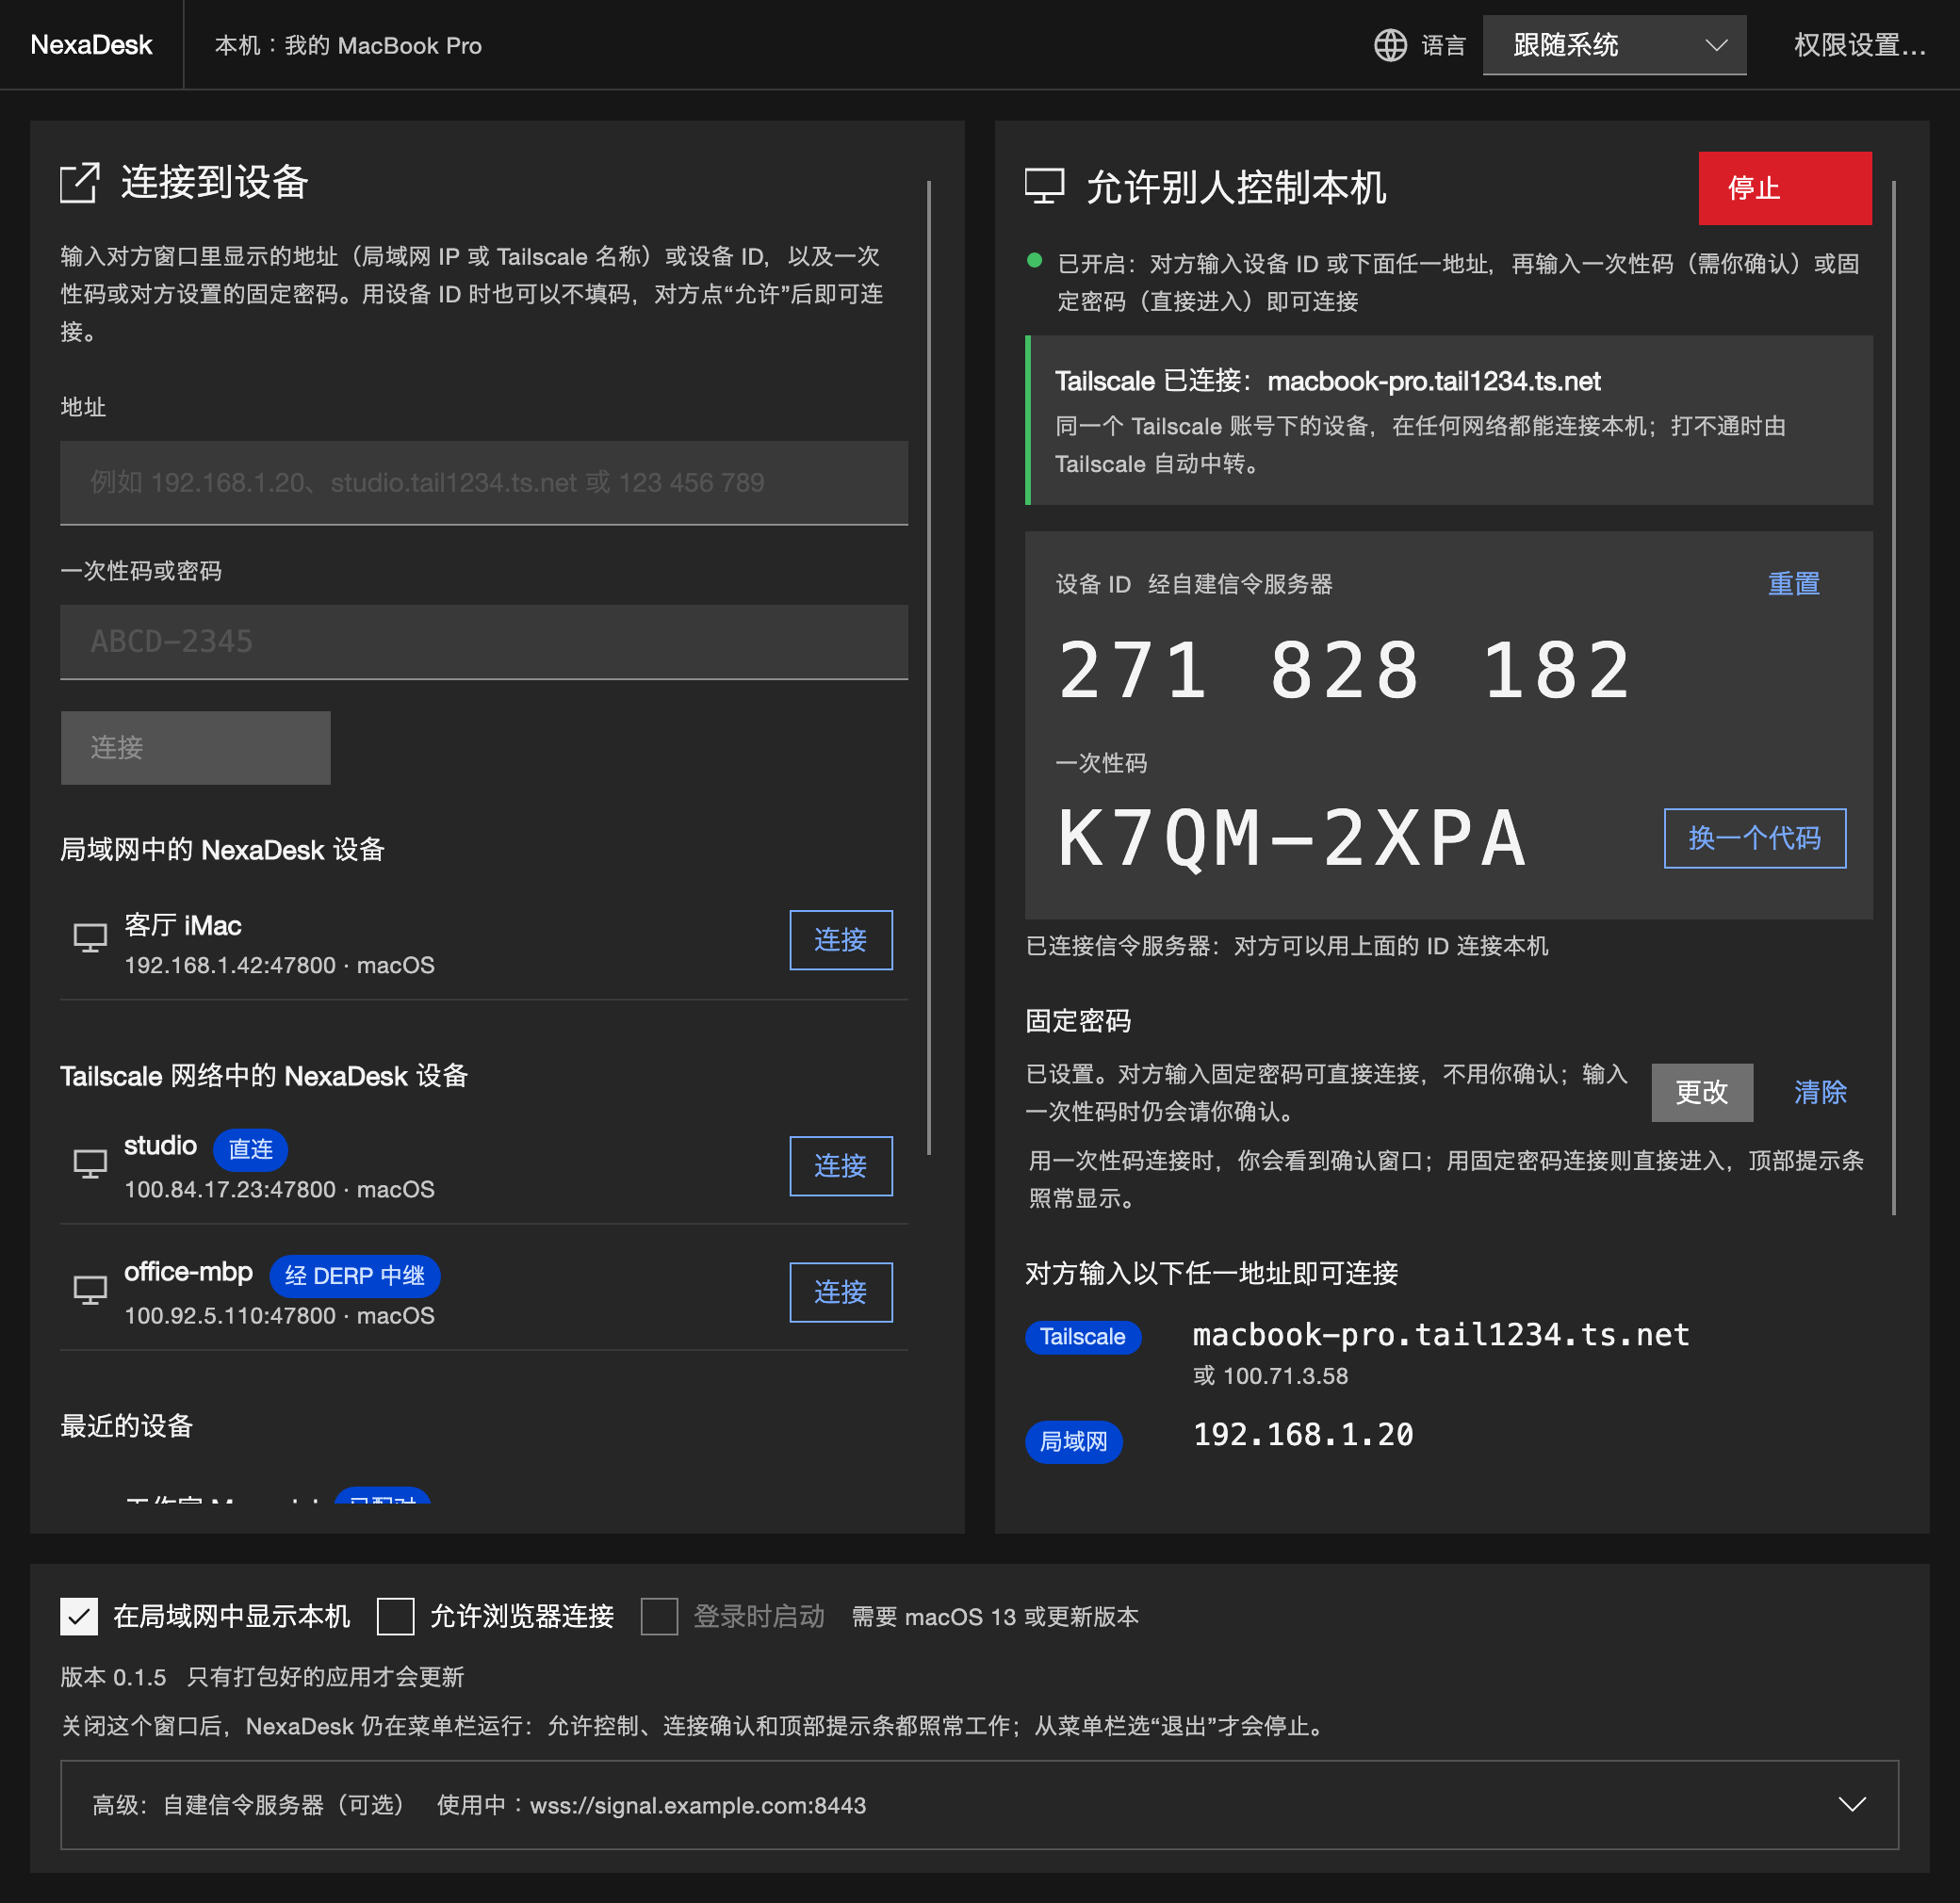 NexaDesk
本机：我的 MacBook Pro
语言
跟随系统
权限设置...
连接到设备
输入对方窗口里显示的地址（局域网 IP 或 Tailscale 名称）或设备 ID，以及一次
性码或对方设置的固定密码。用设备 ID 时也可以不填码，对方点“允许”后即可连
接。
地址
例如 192.168.1.20、studio.tail1234.ts.net 或 123 456 789
一次性码或密码
ABCD-2345
连接
局域网中的 NexaDesk 设备
客厅 iMac
192.168.1.42:47800 · macOS
连接
Tailscale 网络中的 NexaDesk 设备
studio 直连
100.84.17.23:47800 · macOS
连接
office-mbp 经 DERP 中继
100.92.5.110:47800 · macOS
连接
最近的设备
允许别人控制本机
停止
已开启：对方输入设备 ID 或下面任一地址，再输入一次性码（需你确认）或固
定密码（直接进入）即可连接
Tailscale 已连接：macbook-pro.tail1234.ts.net
同一个 Tailscale 账号下的设备，在任何网络都能连接本机；打不通时由
Tailscale 自动中转。
设备 ID 经自建信令服务器
重置
271 828 182
一次性码
K7QM-2XPA
换一个代码
已连接信令服务器：对方可以用上面的 ID 连接本机
固定密码
已设置。对方输入固定密码可直接连接，不用你确认；输入
一次性码时仍会请你确认。
更改
清除
用一次性码连接时，你会看到确认窗口；用固定密码连接则直接进入，顶部提示条
照常显示。
对方输入以下任一地址即可连接
Tailscale
macbook-pro.tail1234.ts.net
或 100.71.3.58
局域网
192.168.1.20
在局域网中显示本机
允许浏览器连接
登录时启动
需要 macOS 13 或更新版本
版本 0.1.5 只有打包好的应用才会更新
关闭这个窗口后，NexaDesk 仍在菜单栏运行：允许控制、连接确认和顶部提示条都照常工作；从菜单栏选“退出”才会停止。
高级：自建信令服务器（可选） 使用中：wss://signal.example.com:8443